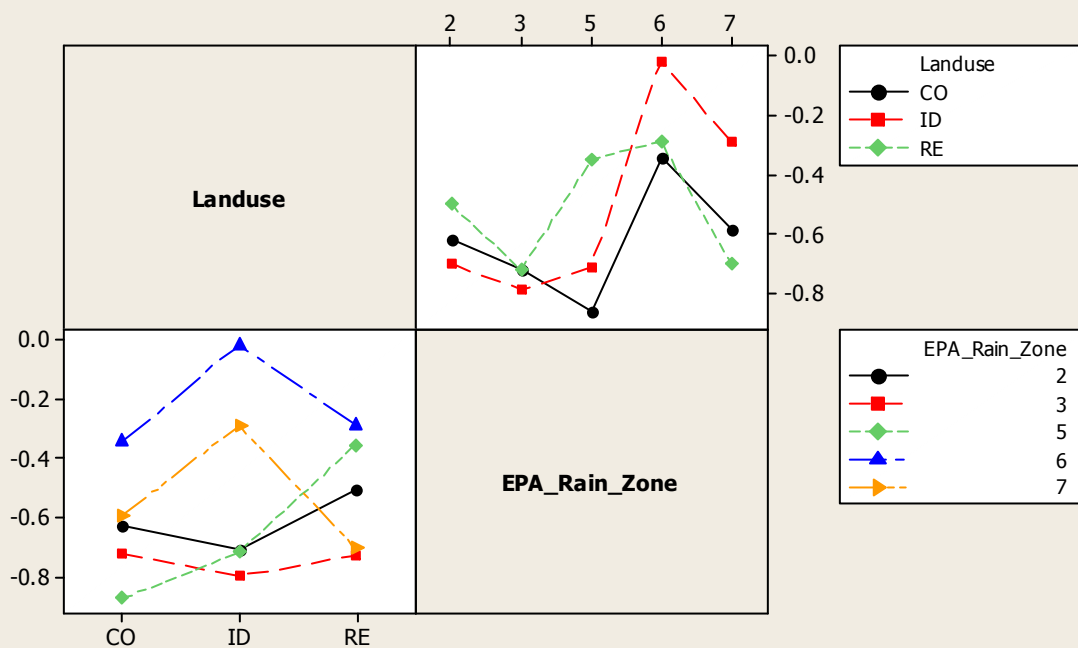 2 3 5 6 7
0.0
-0.2
-0.4
-0.6
-0.8
Landuse
CO
ID
RE
Landuse
0.0
-0.2
-0.4
-0.6
-0.8
CO ID RE
EPA_Rain_Zone
EPA_Rain_Zone
2
3
5
6
7